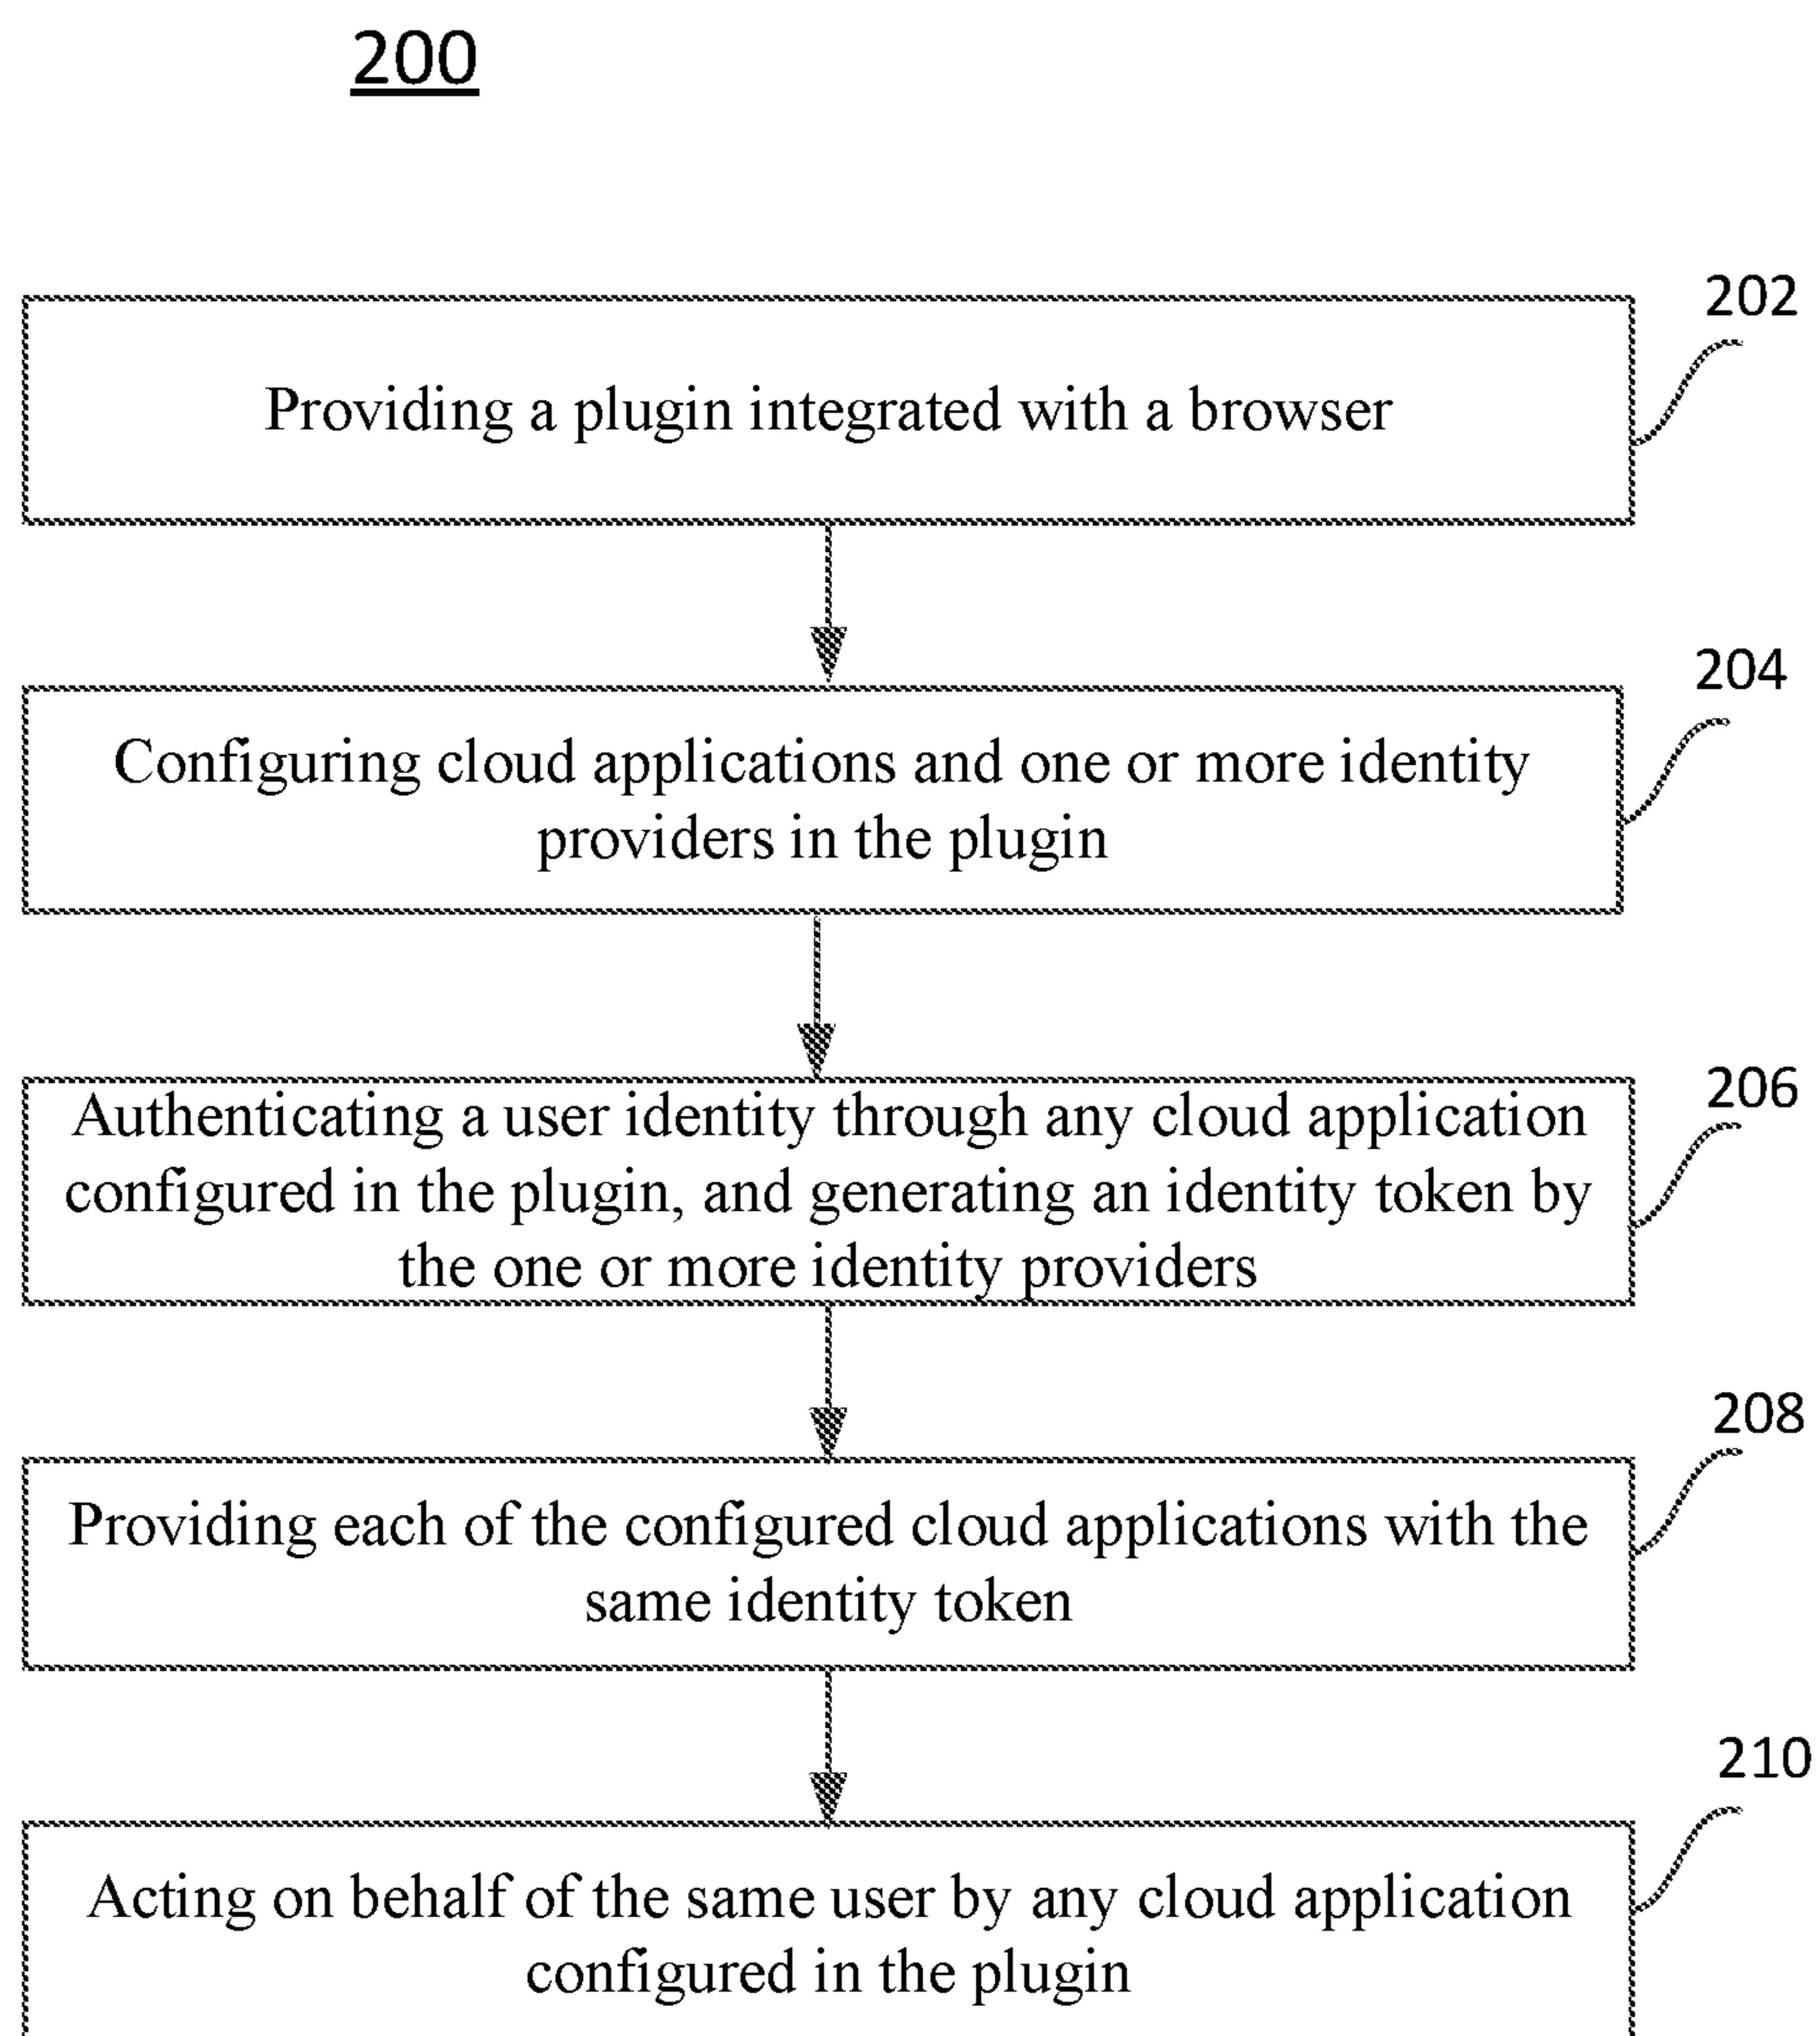 200
202
Providing a plugin integrated with a browser
204
Configuring cloud applications and one or more identity
providers in the plugin
206
Authenticating a user identity through any cloud application
configured in the plugin, and generating an identity token by
the one or more identity providers
208
Providing each of the configured cloud applications with the
same identity token
210
Acting on behalf of the same user by any cloud application
configured in the plugin